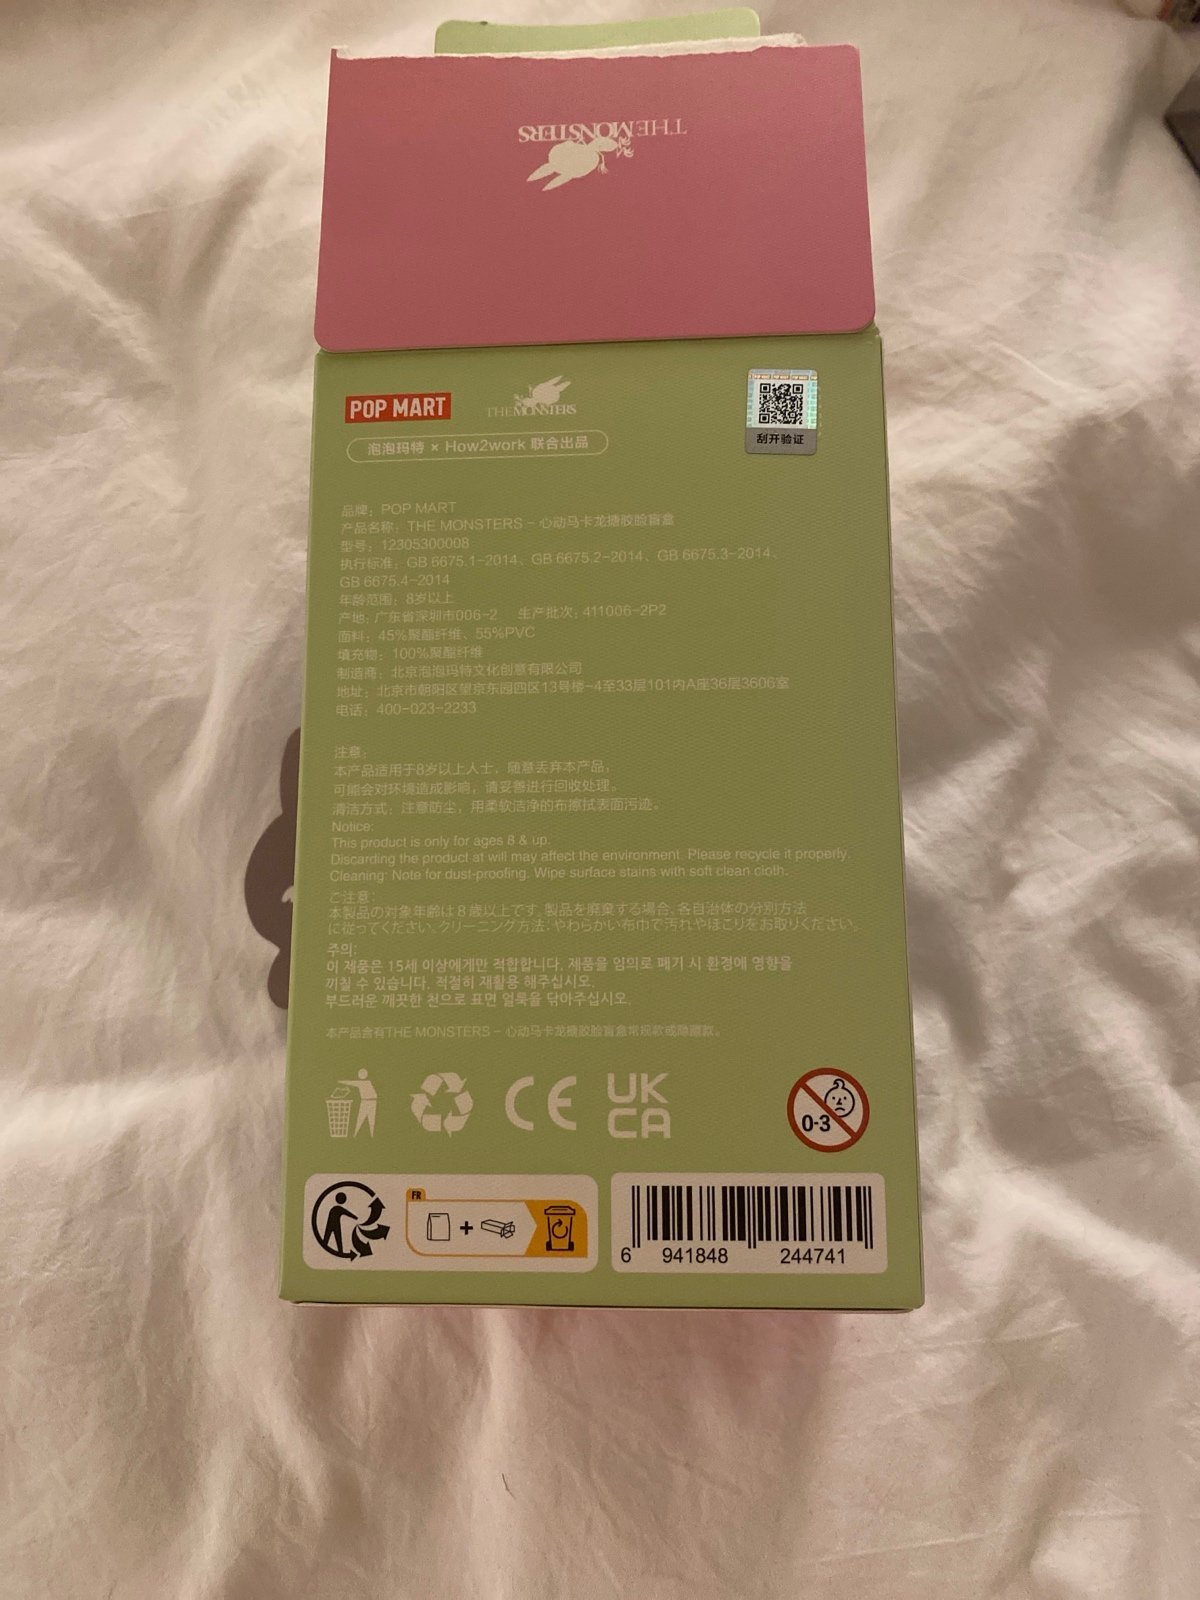 THE MONSTERS
POP MART
THE MONSTERS
泡泡玛特 × How2work 联合出品
刮开验证
品牌：POP MART
产品名称：THE MONSTERS - 心动马卡龙搪胶脸盲盒
型号：12305300008
执行标准：GB 6675.1-2014、GB 6675.2-2014、GB 6675.3-2014、
GB 6675.4-2014
年龄范围：8岁以上
产地：广东省深圳市006-2 生产批次：411006-2P2
面料：45%聚酯纤维、55%PVC
填充物：100%聚酯纤维
制造商：北京泡泡玛特文化创意有限公司
地址：北京市朝阳区望京东园四区13号楼-4至33层101内A座36层3606室
电话：400-023-2233
注意：
本产品适用于8岁以上人士，随意丢弃本产品，
可能会对环境造成影响，请妥善进行回收处理。
清洁方式：注意防尘，用柔软洁净的布擦拭表面污迹。
Notice:
This product is only for ages 8 & up.
Discarding the product at will may affect the environment. Please recycle it properly.
Cleaning: Note for dust-proofing. Wipe surface stains with soft clean cloth.
ご注意:
本製品の対象年齢は８歳以上です。製品を廃棄する場合、各自治体の分別方法
に従ってください。クリーニング方法:やわらかい布巾で汚れやほこりをお取りください。
주의:
이 제품은 15세 이상에게만 적합합니다. 제품을 임의로 폐기 시 환경에 영향을
끼칠 수 있습니다. 적절히 재활용 해주십시오.
부드러운 깨끗한 천으로 표면 얼룩을 닦아주십시오.
本产品含有THE MONSTERS - 心动马卡龙搪胶脸盲盒常规款或隐藏款。
CE
UK
CA
0-3
FR
+
6 941848 244741